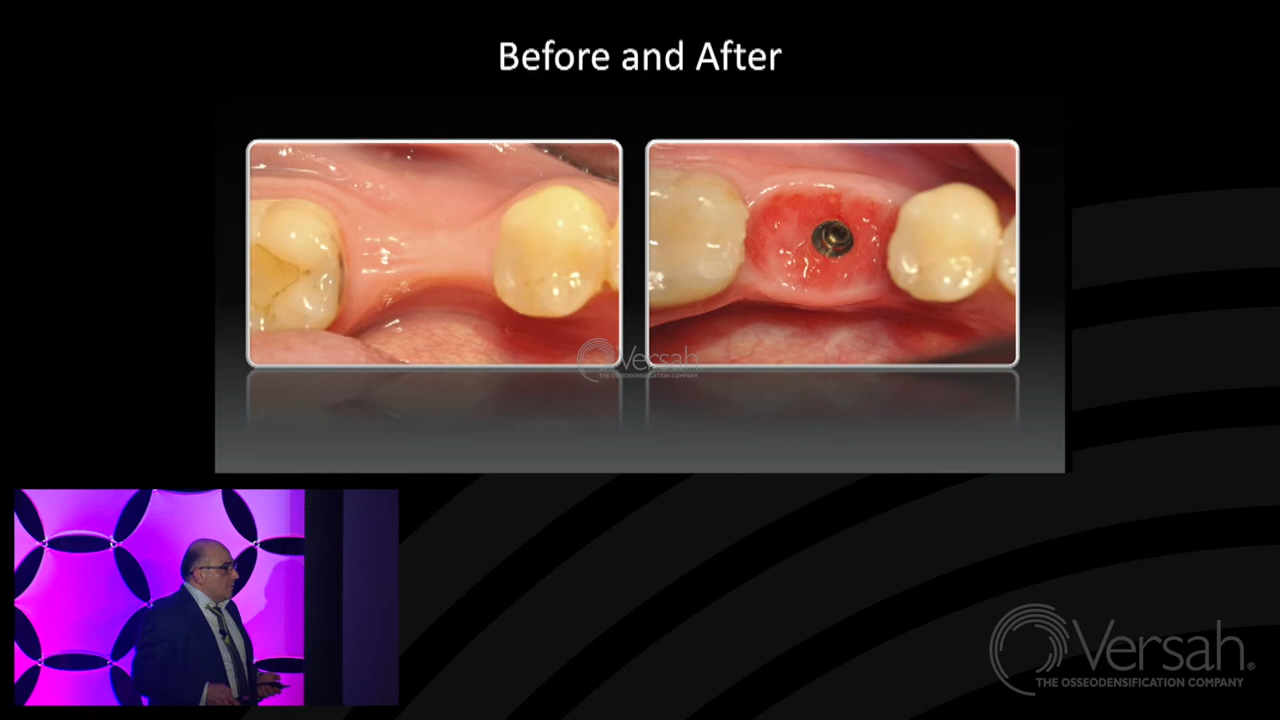 Before and After
Versah
THE OSSEODENSIFICATION COMPANY
Versah®
THE OSSEODENSIFICATION COMPANY